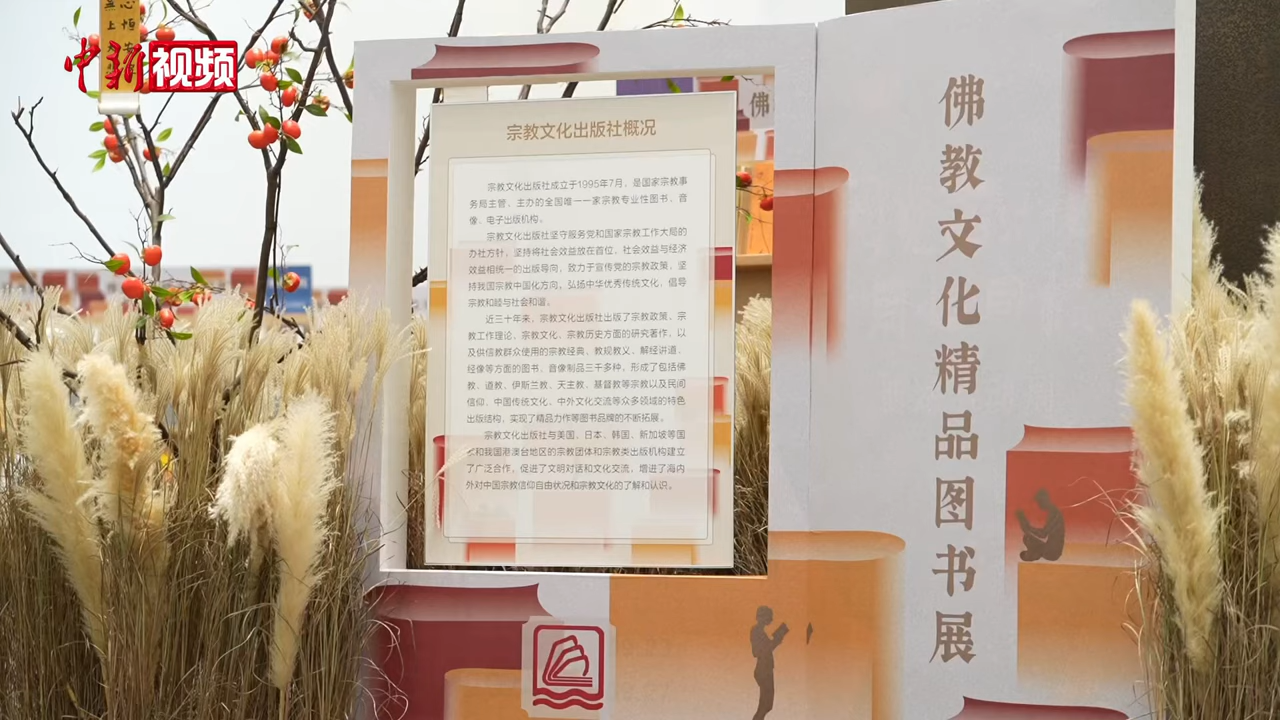 中新视频
心恒
無上
佛
宗教文化出版社概况
宗教文化出版社成立于1995年7月，是国家宗教事
务局主管、主办的全国唯一一家宗教专业性图书、音
像、电子出版机构。
宗教文化出版社坚守服务党和国家宗教工作大局的
办社方针，坚持将社会效益放在首位，社会效益与经济
效益相统一的出版导向，致力于宣传党的宗教政策，坚
持我国宗教中国化方向，弘扬中华优秀传统文化，倡导
宗教和睦与社会和谐。
近三十年来，宗教文化出版社出版了宗教政策、宗
教工作理论，宗教文化、宗教历史方面的研究著作，以
及供信教群众使用的宗教经典、教规教义、解经讲道、
经像等方面的图书，音像制品三千多种，形成了包括佛
教、道教、伊斯兰教、天主教、基督教等宗教以及民间
信仰、中国传统文化、中外文化交流等众多领域的特色
出版结构，实现了精品力作等图书品牌的不断拓展。
宗教文化出版社与美国、日本、韩国、新加坡等国
和我国港澳台地区的宗教团体和宗教类出版机构建立
了广泛合作，促进了文明对话和文化交流，增进了海内
外对中国宗教信仰自由状况和宗教文化的了解和认识。
佛教文化精品图书展